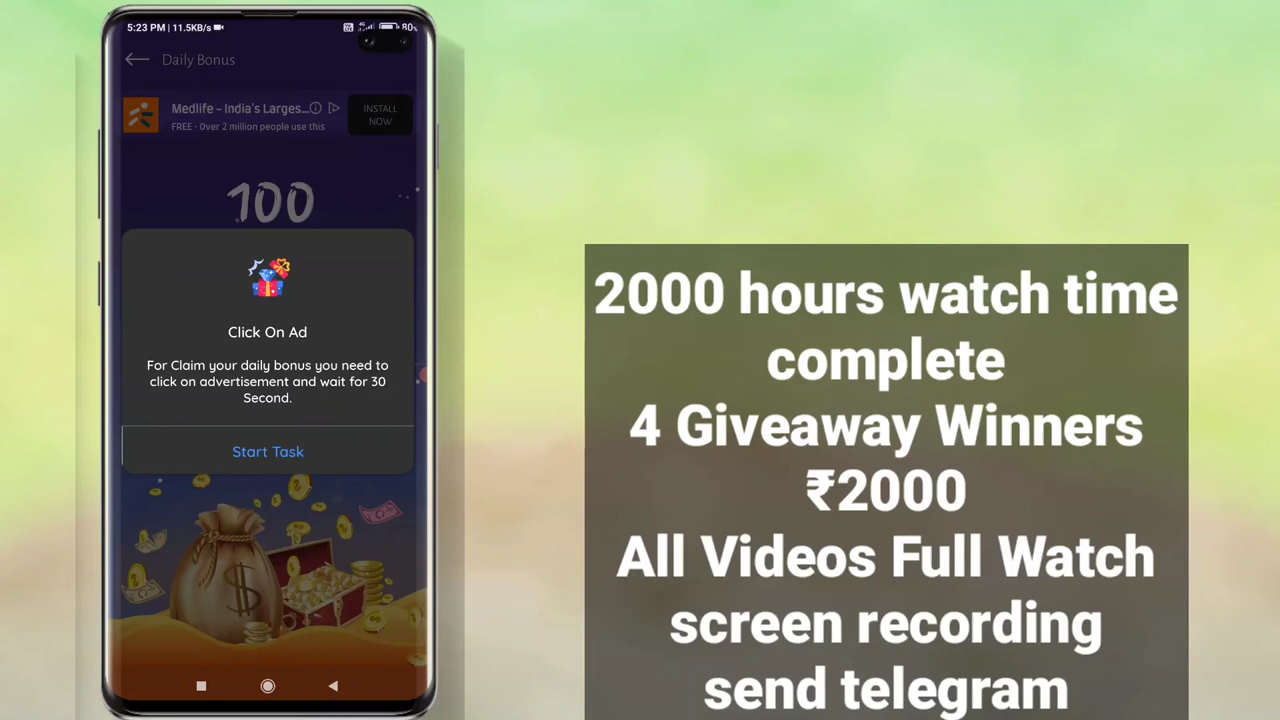 5:23 PM | 11.5KB/s
80%
Daily Bonus
Medlife - India's Larges...
FREE · Over 2 million people use this
INSTALL
NOW
100
Click On Ad
For Claim your daily bonus you need to
click on advertisement and wait for 30
Second.
Start Task
2000 hours watch time
complete
4 Giveaway Winners
₹2000
All Videos Full Watch
screen recording
send telegram